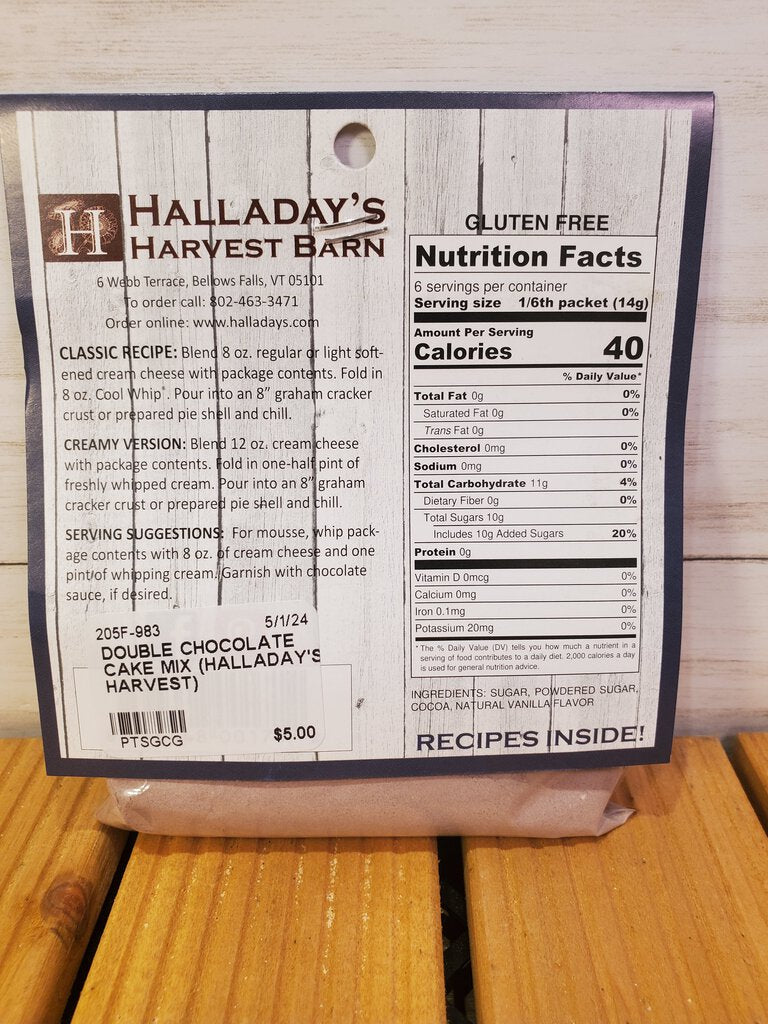 H
HALLADAY'S
HARVEST BARN
6 Webb Terrace, Bellows Falls, VT 05101
To order call: 802-463-3471
Order online: www.halladays.com
CLASSIC RECIPE: Blend 8 oz. regular or light soft-
ened cream cheese with package contents. Fold in
8 oz. Cool Whip®. Pour into an 8" graham cracker
crust or prepared pie shell and chill.
CREAMY VERSION: Blend 12 oz. cream cheese
with package contents. Fold in one-half pint of
freshly whipped cream. Pour into an 8" graham
cracker crust or prepared pie shell and chill.
SERVING SUGGESTIONS: For mousse, whip pack-
age contents with 8 oz. of cream cheese and one
pint of whipping cream. Garnish with chocolate
sauce, if desired.
205F-983 5/1/24
DOUBLE CHOCOLATE
CAKE MIX (HALLADAY'S
HARVEST)
PTSGCG $5.00
GLUTEN FREE
Nutrition Facts
6 servings per container
Serving size 1/6th packet (14g)
Amount Per Serving
Calories 40
% Daily Value*
Total Fat 0g 0%
Saturated Fat 0g 0%
Trans Fat 0g
Cholesterol 0mg 0%
Sodium 0mg 0%
Total Carbohydrate 11g 4%
Dietary Fiber 0g 0%
Total Sugars 10g
Includes 10g Added Sugars 20%
Protein 0g
Vitamin D 0mcg 0%
Calcium 0mg 0%
Iron 0.1mg 0%
Potassium 20mg 0%
* The % Daily Value (DV) tells you how much a nutrient in a
serving of food contributes to a daily diet. 2,000 calories a day
is used for general nutrition advice.
INGREDIENTS: SUGAR, POWDERED SUGAR,
COCOA, NATURAL VANILLA FLAVOR
RECIPES INSIDE!